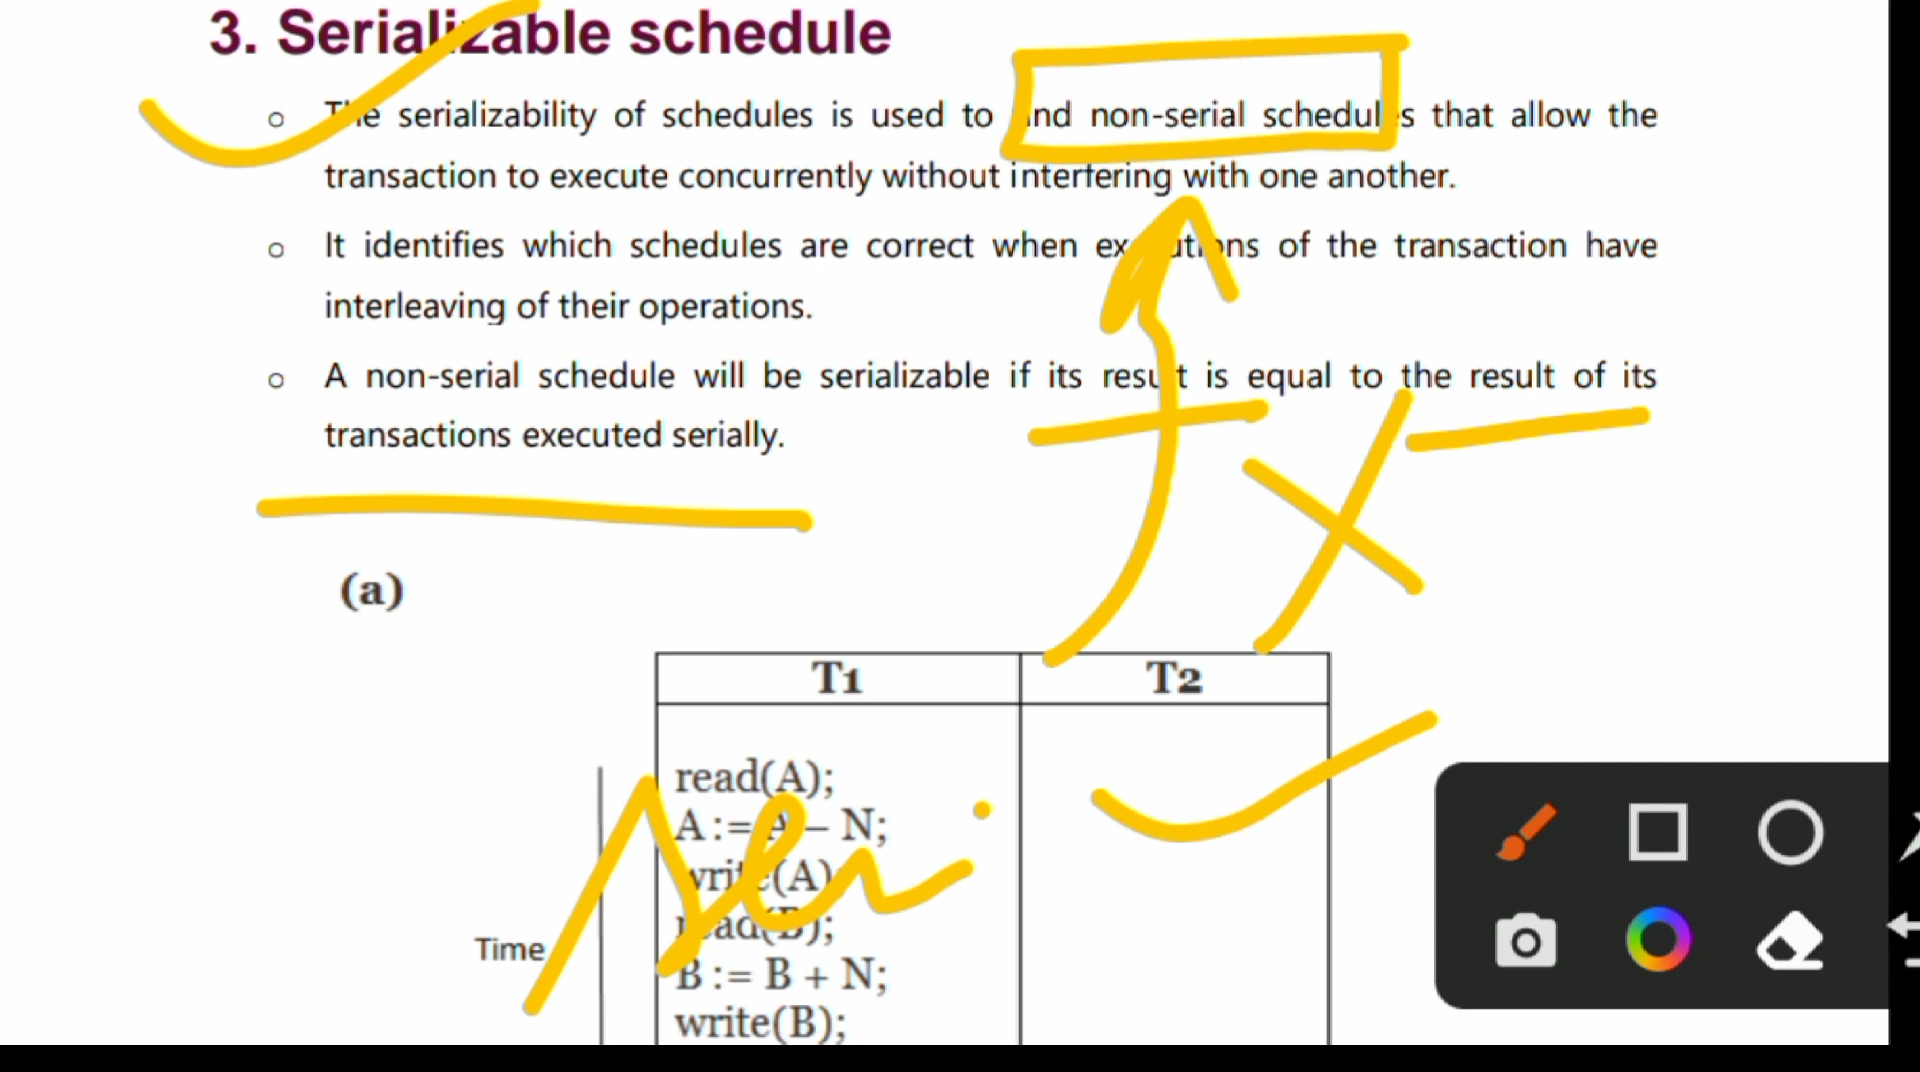 3. Serializable schedule
o The serializability of schedules is used to find non-serial schedules that allow the
transaction to execute concurrently without interfering with one another.
o It identifies which schedules are correct when executions of the transaction have
interleaving of their operations.
o A non-serial schedule will be serializable if its result is equal to the result of its
transactions executed serially.
(a)
T1 T2
read(A);
A := A – N;
write(A);
read(B);
Time
B := B + N;
write(B);